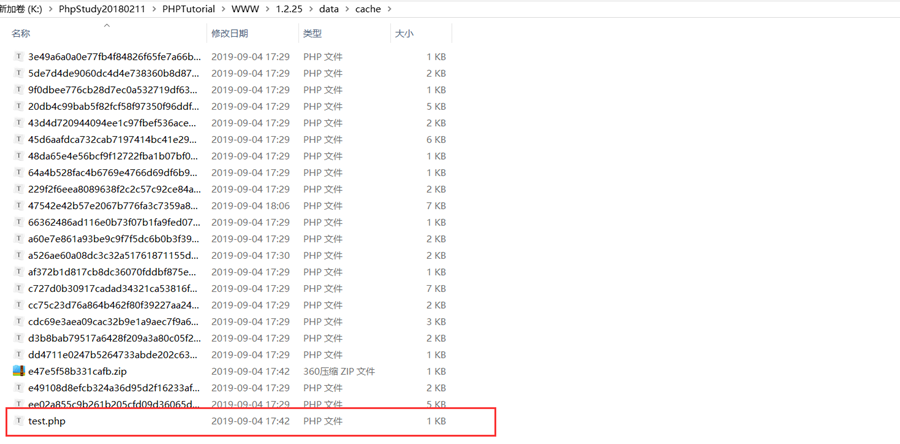 新加卷 (K:) > PhpStudy20180211 > PHPTutorial > WWW > 1.2.25 > data > cache >
名称 修改日期 类型 大小
3e49a6a0a0e77fb4f84826f65fe7a66b... 2019-09-04 17:29 PHP 文件 1 KB
5de7d4de9060dc4d4e738360b8d87... 2019-09-04 17:29 PHP 文件 2 KB
9f0dbee776cb28d7ec0a532719df63... 2019-09-04 17:29 PHP 文件 1 KB
20db4c99bab5f82fcf58f97350f96ddf... 2019-09-04 17:29 PHP 文件 5 KB
43d4d720944094ee1c97fbef536ace... 2019-09-04 17:29 PHP 文件 2 KB
45d6aafdca732cab7197414bc41e29... 2019-09-04 17:29 PHP 文件 6 KB
48da65e4e56bcf9f12722fba1b07bf0... 2019-09-04 17:29 PHP 文件 1 KB
64a4b528fac4b6769e4766d69df6b9... 2019-09-04 17:29 PHP 文件 1 KB
229f2f6eea8089638f2c2c57c92ce84a... 2019-09-04 17:29 PHP 文件 2 KB
47542e42b57e2067b776fa3c7359a8... 2019-09-04 18:06 PHP 文件 7 KB
66362486ad116e0b73f07b1fa9fed07... 2019-09-04 17:29 PHP 文件 1 KB
a60e7e861a93be9c9f7f5dc6b0b3f39... 2019-09-04 17:29 PHP 文件 2 KB
a526ae60a08dc3c32a51761871155d... 2019-09-04 17:30 PHP 文件 2 KB
af372b1d817cb8dc36070fddbf875e... 2019-09-04 17:29 PHP 文件 1 KB
c727d0b30917cadad34321ca53816f... 2019-09-04 17:29 PHP 文件 7 KB
cc75c23d76a864b462f80f39227aa24... 2019-09-04 17:29 PHP 文件 2 KB
cdc69e3aea09cac32b9e1a9aec7f9a6... 2019-09-04 17:29 PHP 文件 3 KB
d3b8bab79517a6428f209a3a80c05f2... 2019-09-04 17:29 PHP 文件 2 KB
dd4711e0247b5264733abde202c63... 2019-09-04 17:29 PHP 文件 1 KB
e47e5f58b331cafb.zip 2019-09-04 17:42 360压缩 ZIP 文件 1 KB
e49108d8efcb324a36d95d2f16233af... 2019-09-04 17:29 PHP 文件 2 KB
ee02a855c9b261b205cfd09d36065d... 2019-09-04 17:29 PHP 文件 5 KB
test.php 2019-09-04 17:42 PHP 文件 1 KB